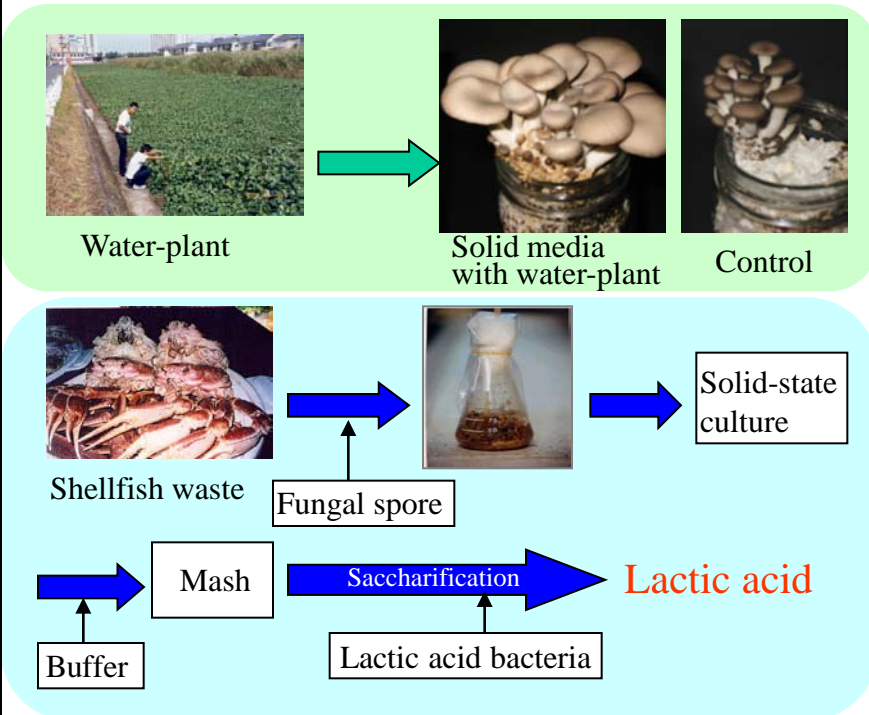 Water-plant
Solid media
with water-plant
Control
Shellfish waste
Fungal spore
Solid-state
culture
Buffer
Mash
Saccharification
Lactic acid bacteria
Lactic acid